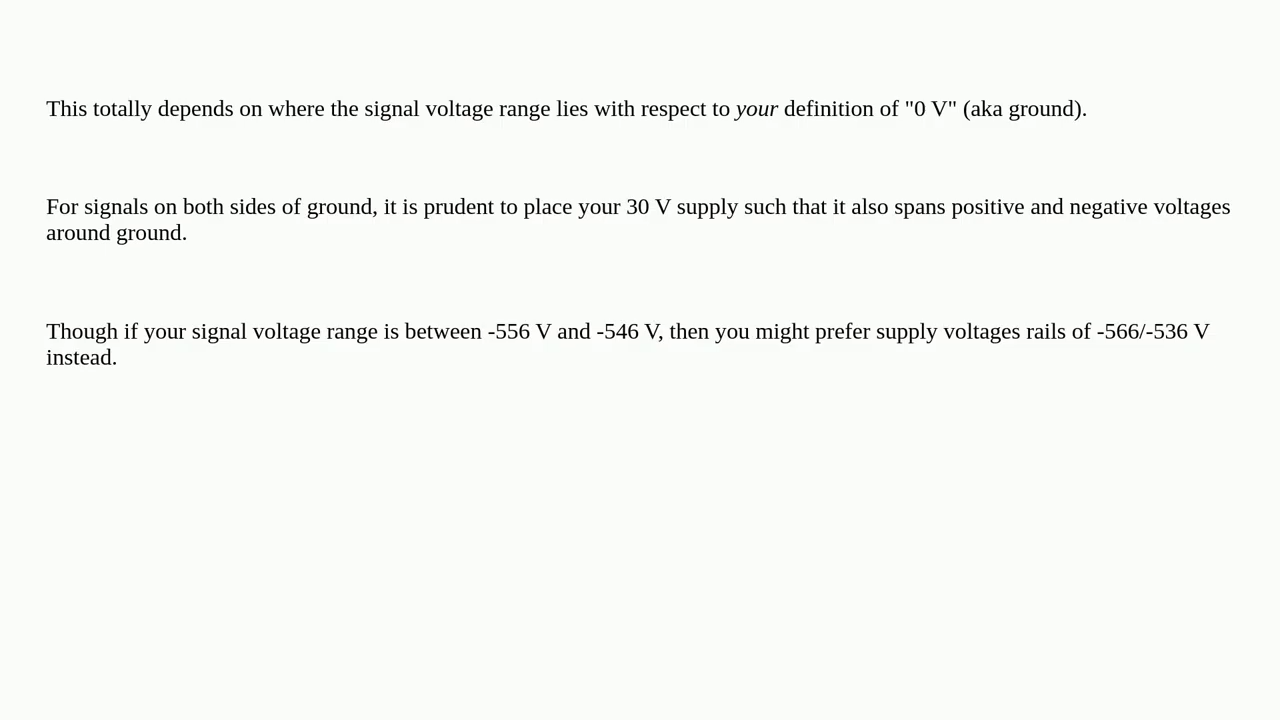 This totally depends on where the signal voltage range lies with respect to your definition of "0 V" (aka ground).
For signals on both sides of ground, it is prudent to place your 30 V supply such that it also spans positive and negative voltages
around ground.
Though if your signal voltage range is between -556 V and -546 V, then you might prefer supply voltages rails of -566/-536 V
instead.